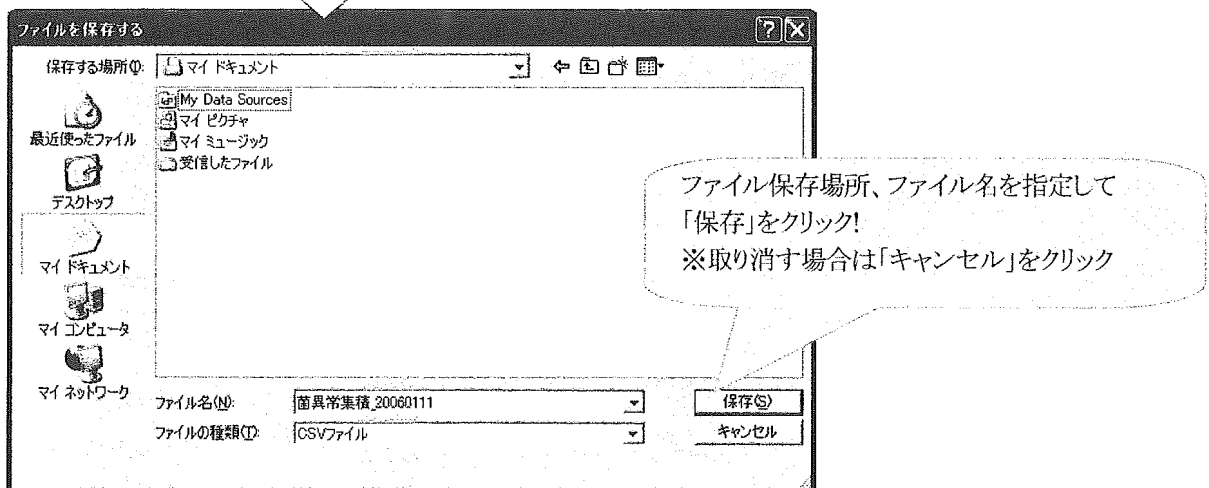 ファイルを保存する
保存する場所(I):
マイ ドキュメント
My Data Sources
マイ ピクチャ
マイ ミュージック
受信したファイル
最近使ったファイル
デスクトップ
マイ ドキュメント
マイ コンピュータ
マイ ネットワーク
ファイル保存場所、ファイル名を指定して
「保存」をクリック!
※取り消す場合は「キャンセル」をクリック
ファイル名(N):
菌異常集積_20060111
保存(S)
ファイルの種類(T):
CSVファイル
キャンセル